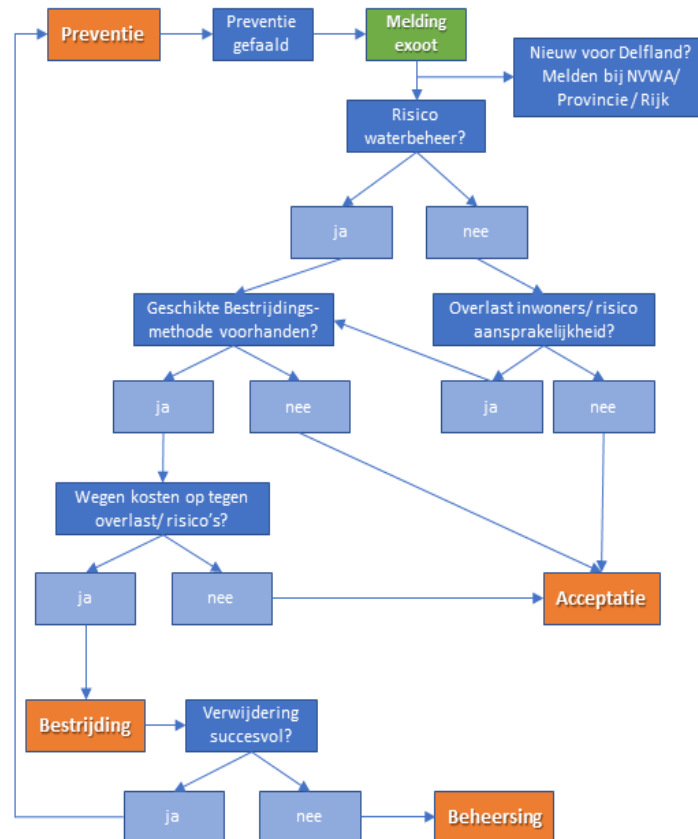 Preventie
Preventie
gefaald
Melding
exoot
Nieuw voor Delfland?
Melden bij NVWA/
Provincie / Rijk
Risico
waterbeheer?
ja
nee
Geschikte Bestrijdings-
methode voorhanden?
Overlast inwoners/ risico
aansprakelijkheid?
ja
nee
ja
nee
Wegen kosten op tegen
overlast/ risico's?
ja
nee
Acceptatie
Bestrijding
Verwijdering
succesvol?
ja
nee
Beheersing